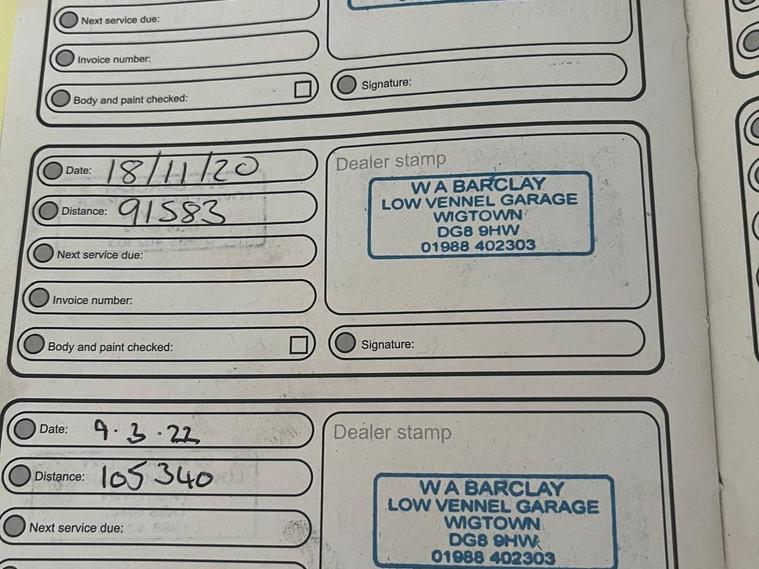 Next service due:
Invoice number:
Body and paint checked:
Signature:
Date: 18/11/20
Distance: 91583
Next service due:
Invoice number:
Body and paint checked:
Dealer stamp
W A BARCLAY
LOW VENNEL GARAGE
WIGTOWN
DG8 9HW
01988 402303
Signature:
Date: 9.3.22
Distance: 105340
Next service due:
Dealer stamp
W A BARCLAY
LOW VENNEL GARAGE
WIGTOWN
DG8 9HW
01988 402303